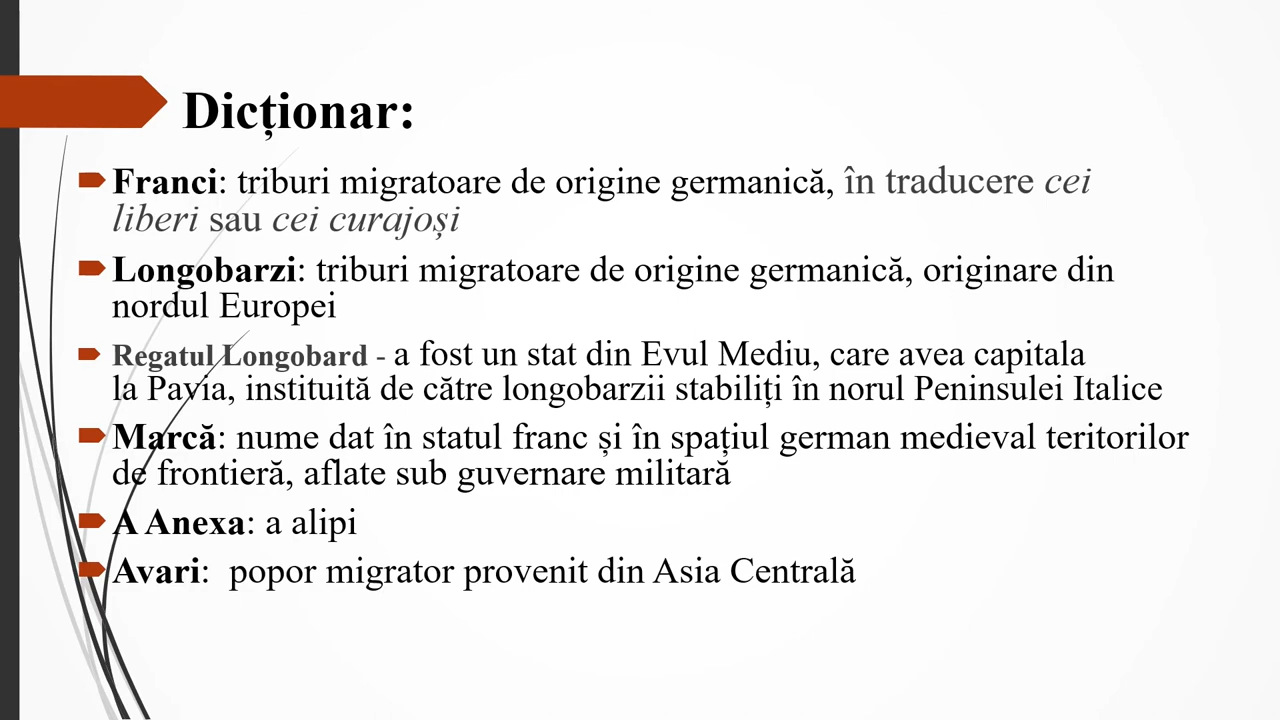 Dicționar:
Franci: triburi migratoare de origine germanică, în traducere cei
liberi sau cei curajoși
Longobarzi: triburi migratoare de origine germanică, originare din
nordul Europei
Regatul Longobard - a fost un stat din Evul Mediu, care avea capitala
la Pavia, instituită de către longobarzii stabiliți în norul Peninsulei Italice
Marcă: nume dat în statul franc și în spațiul german medieval teritorilor
de frontieră, aflate sub guvernare militară
A Anexa: a alipi
Avari:  popor migrator provenit din Asia Centrală